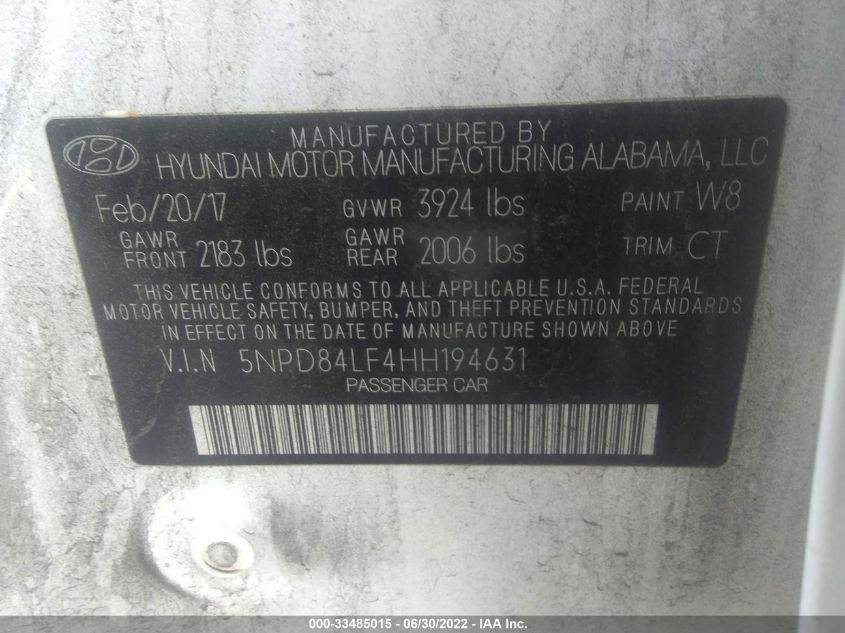 MANUFACTURED BY
HYUNDAI MOTOR MANUFACTURING ALABAMA, LLC
Feb/20/17 GVWR 3924 lbs PAINT W8
GAWR FRONT 2183 lbs GAWR REAR 2006 lbs TRIM CT
THIS VEHICLE CONFORMS TO ALL APPLICABLE U.S.A. FEDERAL
MOTOR VEHICLE SAFETY, BUMPER, AND THEFT PREVENTION STANDARDS
IN EFFECT ON THE DATE OF MANUFACTURE SHOWN ABOVE
V.I.N 5NPD84LF4HH194631
PASSENGER CAR
000-33485015 - 06/30/2022 - IAA Inc.